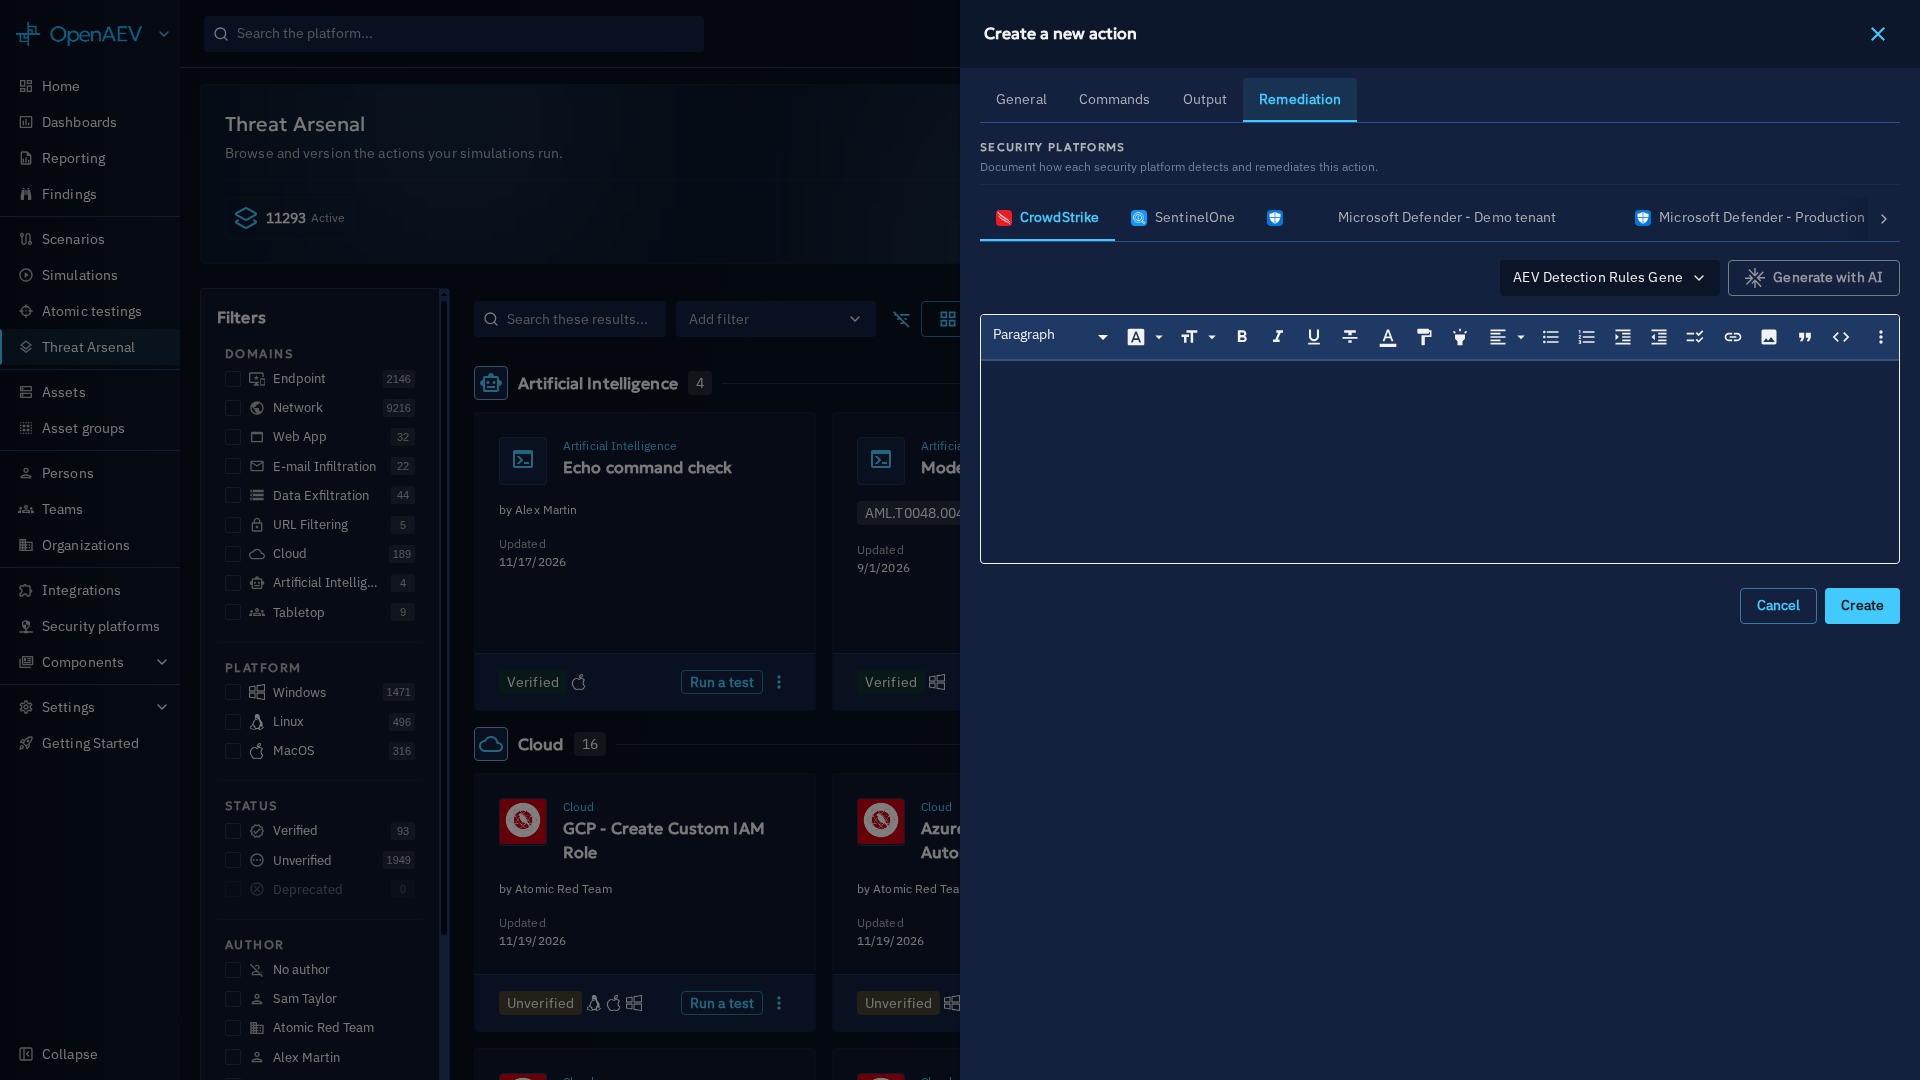 OpenAEV
Search the platform...
Create a new action
Home
Dashboards
Reporting
Findings
Scenarios
Simulations
Atomic testings
Threat Arsenal
Assets
Asset groups
Persons
Teams
Organizations
Integrations
Security platforms
Components
Settings
Getting Started
Collapse
Threat Arsenal
Browse and version the actions your simulations run.
11293 Active
Filters
DOMAINS
Endpoint 2146
Network 9216
Web App 32
E-mail Infiltration 22
Data Exfiltration 44
URL Filtering 5
Cloud 189
Artificial Intellig... 4
Tabletop 9
PLATFORM
Windows 1471
Linux 496
MacOS 316
STATUS
Verified 93
Unverified 1949
Deprecated 0
AUTHOR
No author
Sam Taylor
Atomic Red Team
Alex Martin
Search these results...
Add filter
Artificial Intelligence 4
Artificial Intelligence
Echo command check
by Alex Martin
Updated
11/17/2026
Verified
Run a test
Artificia
Mode
AML.T0048.004
Updated
9/1/2026
Verified
Cloud 16
Cloud
GCP - Create Custom IAM
Role
by Atomic Red Team
Updated
11/19/2026
Unverified
Run a test
Cloud
Azure
Auto
by Atomic Red Tea
Updated
11/19/2026
Unverified
General
Commands
Output
Remediation
SECURITY PLATFORMS
Document how each security platform detects and remediates this action.
CrowdStrike
SentinelOne
Microsoft Defender - Demo tenant
Microsoft Defender - Production
AEV Detection Rules Gene
Generate with AI
Paragraph
Cancel
Create